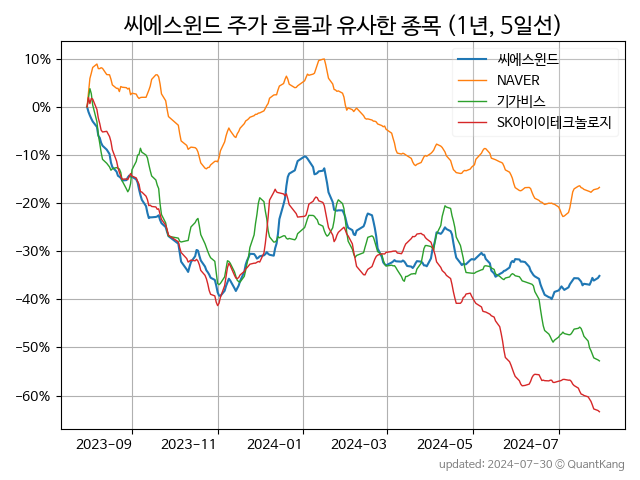 씨에스윈드 주가 흐름과 유사한 종목 (1년, 5일선)
씨에스윈드
NAVER
기가비스
SK아이이테크놀로지
10%
0%
−10%
−20%
−30%
−40%
−50%
−60%
2023-09
2023-11
2024-01
2024-03
2024-05
2024-07
updated: 2024-07-30 © QuantKang